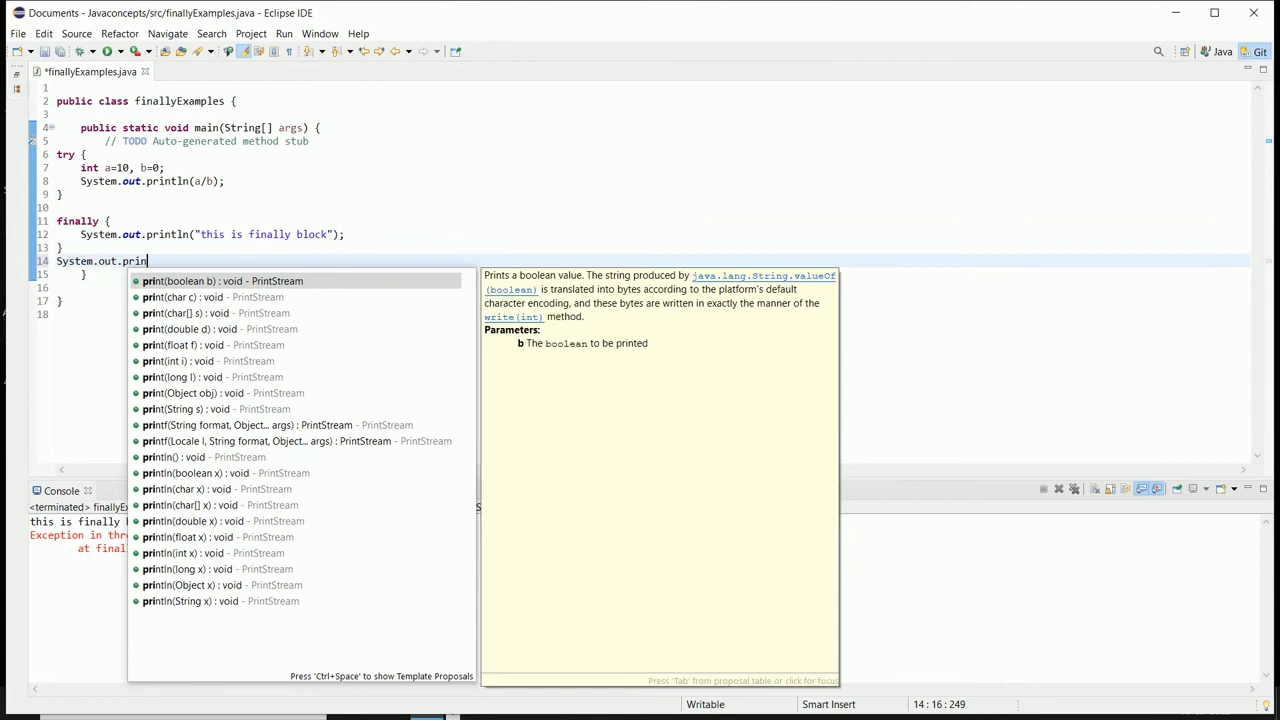 Documents - Javaconcepts/src/finallyExamples.java - Eclipse IDE
File Edit Source Refactor Navigate Search Project Run Window Help
Java Git
*finallyExamples.java
1
2 public class finallyExamples {
3
4 public static void main(String[] args) {
5 // TODO Auto-generated method stub
6 try {
7 int a=10, b=0;
8 System.out.println(a/b);
9 }
10
11 finally {
12 System.out.println("this is finally block");
13 }
14 System.out.prin
15 }
16
17 }
18
print(boolean b) : void - PrintStream
print(char c) : void - PrintStream
print(char[] s) : void - PrintStream
print(double d) : void - PrintStream
print(float f) : void - PrintStream
print(int i) : void - PrintStream
print(long l) : void - PrintStream
print(Object obj) : void - PrintStream
print(String s) : void - PrintStream
printf(String format, Object... args) : PrintStream - PrintStream
printf(Locale l, String format, Object... args) : PrintStream - PrintStream
println() : void - PrintStream
println(boolean x) : void - PrintStream
println(char x) : void - PrintStream
println(char[] x) : void - PrintStream
println(double x) : void - PrintStream
println(float x) : void - PrintStream
println(int x) : void - PrintStream
println(long x) : void - PrintStream
println(Object x) : void - PrintStream
println(String x) : void - PrintStream
Press 'Ctrl+Space' to show Template Proposals
Prints a boolean value. The string produced by java.lang.String.valueOf
(boolean) is translated into bytes according to the platform's default
character encoding, and these bytes are written in exactly the manner of the
write(int) method.
Parameters:
b The boolean to be printed
Press 'Tab' from proposal table or click for focus
Console
<terminated> finallyE
this is finally
Exception in thre
at final
Writable Smart Insert 14 : 16 : 249